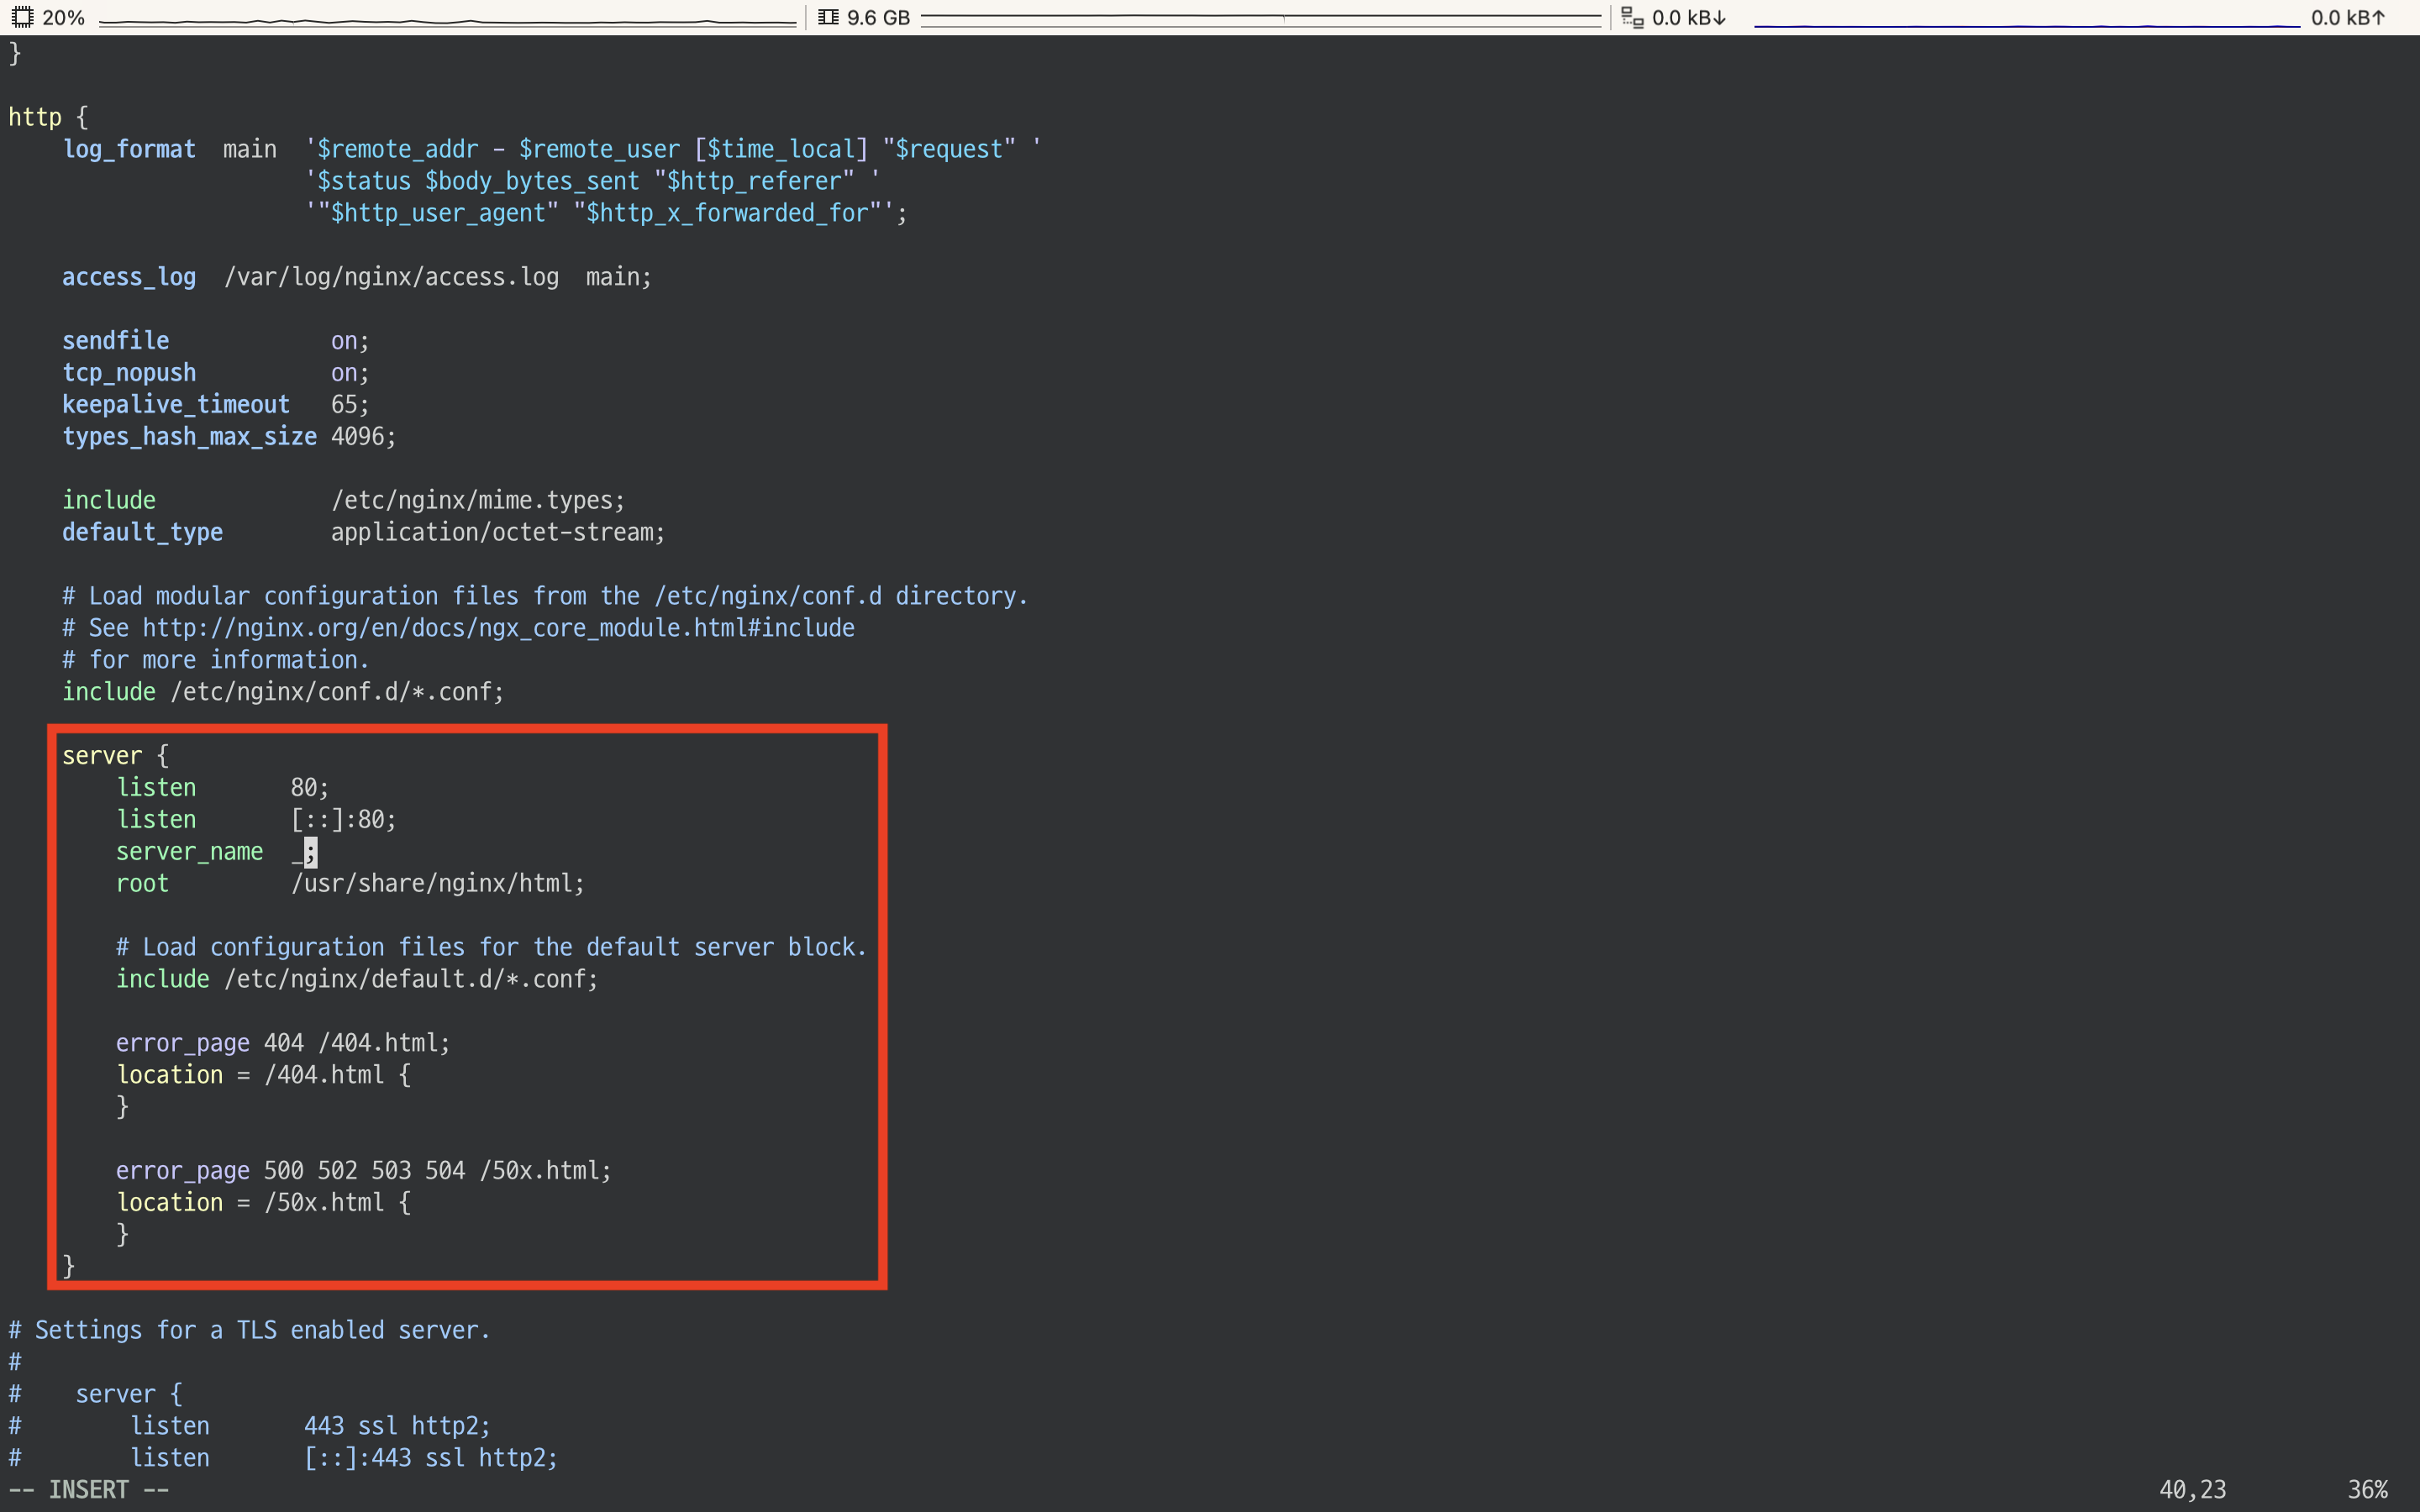 20% 9.6 GB 0.0 kB↓ 0.0 kB↑
}
http {
    log_format  main  '$remote_addr - $remote_user [$time_local] "$request" '
                      '$status $body_bytes_sent "$http_referer" '
                      '"$http_user_agent" "$http_x_forwarded_for"';
    access_log  /var/log/nginx/access.log  main;
    sendfile            on;
    tcp_nopush          on;
    keepalive_timeout   65;
    types_hash_max_size 4096;
    include             /etc/nginx/mime.types;
    default_type        application/octet-stream;
    # Load modular configuration files from the /etc/nginx/conf.d directory.
    # See http://nginx.org/en/docs/ngx_core_module.html#include
    # for more information.
    include /etc/nginx/conf.d/*.conf;
    server {
        listen       80;
        listen       [::]:80;
        server_name  _;
        root         /usr/share/nginx/html;
        # Load configuration files for the default server block.
        include /etc/nginx/default.d/*.conf;
        error_page 404 /404.html;
        location = /404.html {
        }
        error_page 500 502 503 504 /50x.html;
        location = /50x.html {
        }
    }
# Settings for a TLS enabled server.
#
#    server {
#        listen       443 ssl http2;
#        listen       [::]:443 ssl http2;
-- INSERT -- 40,23 36%